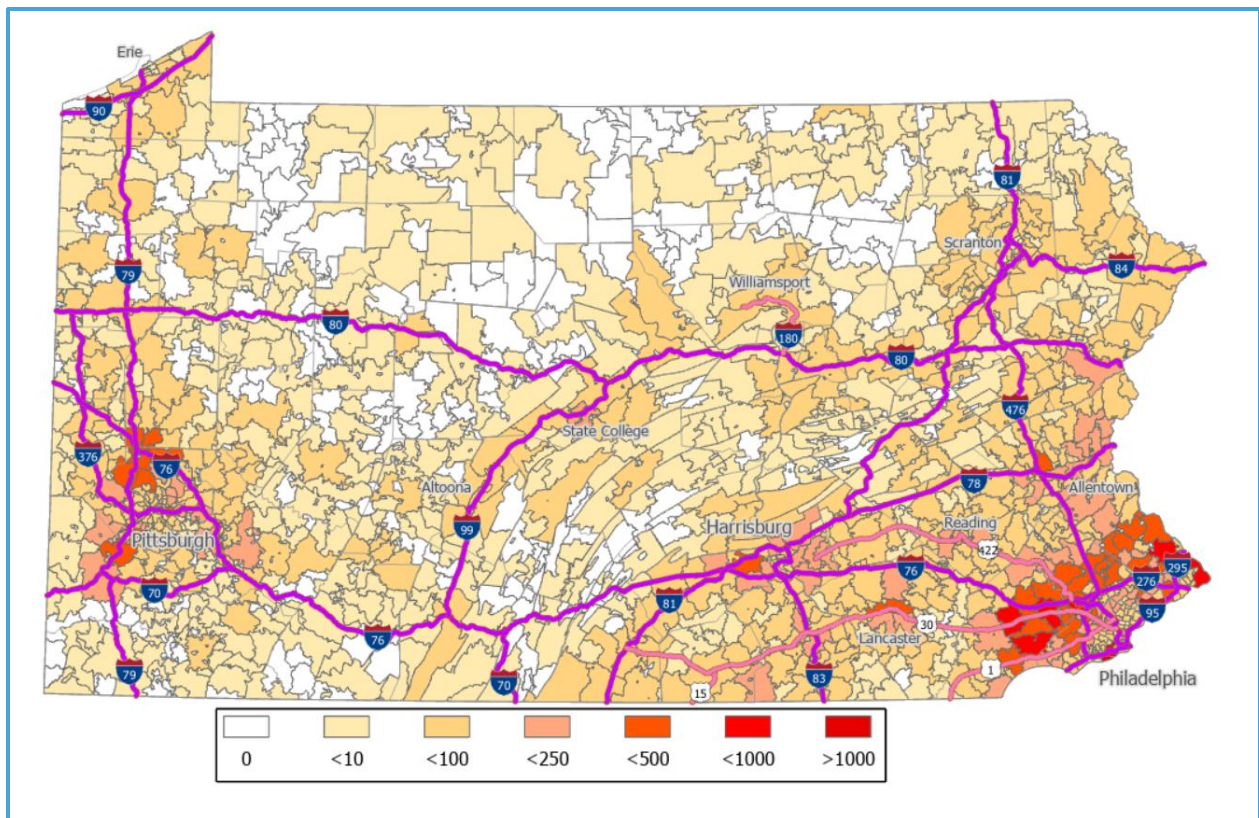 Erie
90
81
Scranton
79
84
Williamsport
80
180
80
476
State College
376
76
Altoona
78
Allentown
Harrisburg
Reading
99
Pittsburgh
422
295
276
70
76
81
95
30
Lancaster
76
1
Philadelphia
79
70
83
15
0 <10 <100 <250 <500 <1000 >1000